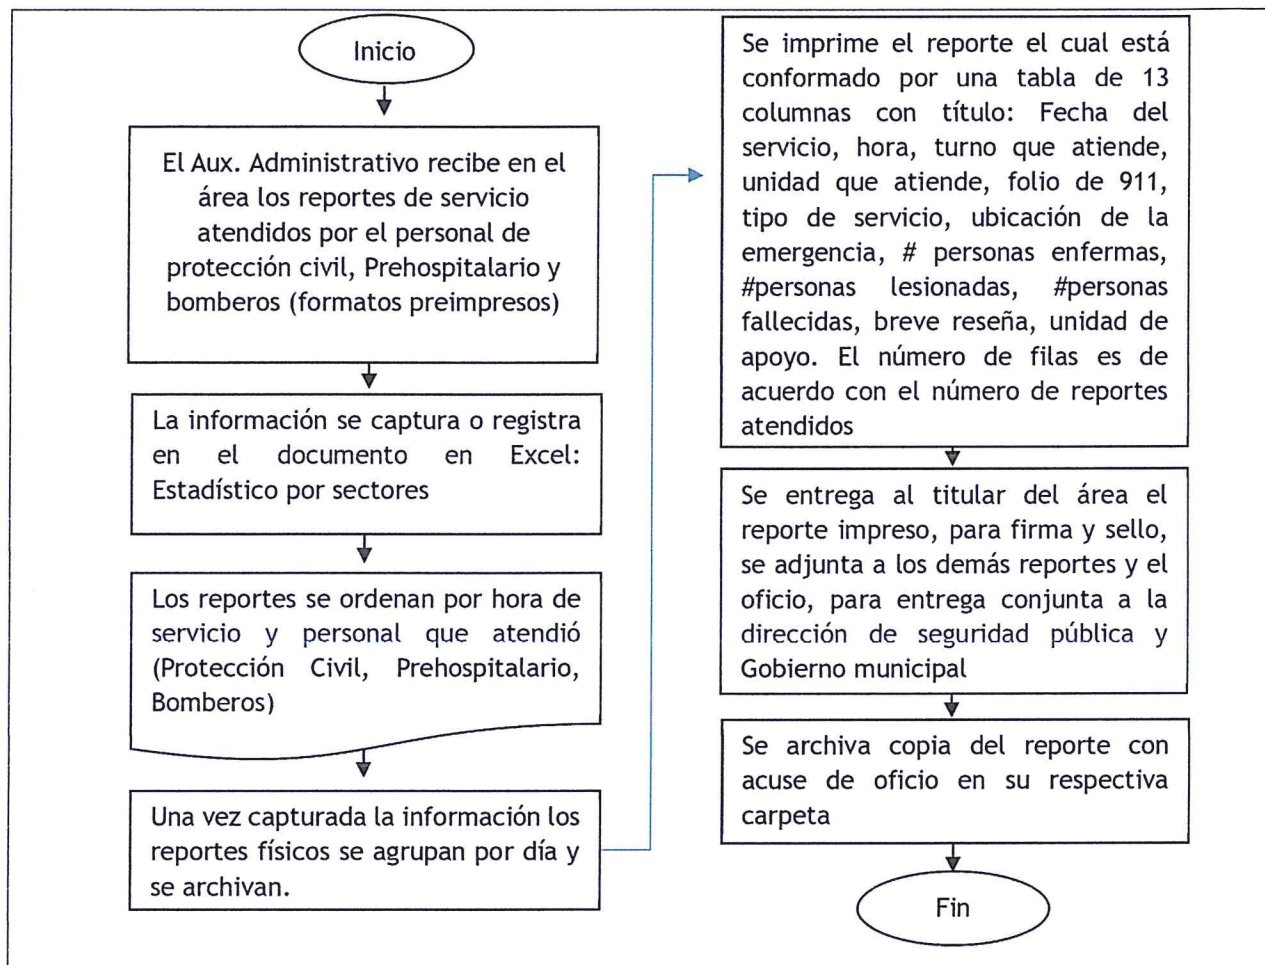 Inicio
El Aux. Administrativo recibe en el
área los reportes de servicio
atendidos por el personal de
protección civil, Prehospitalario y
bomberos (formatos preimpresos)
La información se captura o registra
en el documento en Excel:
Estadístico por sectores
Los reportes se ordenan por hora de
servicio y personal que atendió
(Protección Civil, Prehospitalario,
Bomberos)
Una vez capturada la información los
reportes físicos se agrupan por día y
se archivan.
Se imprime el reporte el cual está
conformado por una tabla de 13
columnas con título: Fecha del
servicio, hora, turno que atiende,
unidad que atiende, folio de 911,
tipo de servicio, ubicación de la
emergencia, # personas enfermas,
#personas lesionadas, #personas
fallecidas, breve reseña, unidad de
apoyo. El número de filas es de
acuerdo con el número de reportes
atendidos
Se entrega al titular del área el
reporte impreso, para firma y sello,
se adjunta a los demás reportes y el
oficio, para entrega conjunta a la
dirección de seguridad pública y
Gobierno municipal
Se archiva copia del reporte con
acuse de oficio en su respectiva
carpeta
Fin